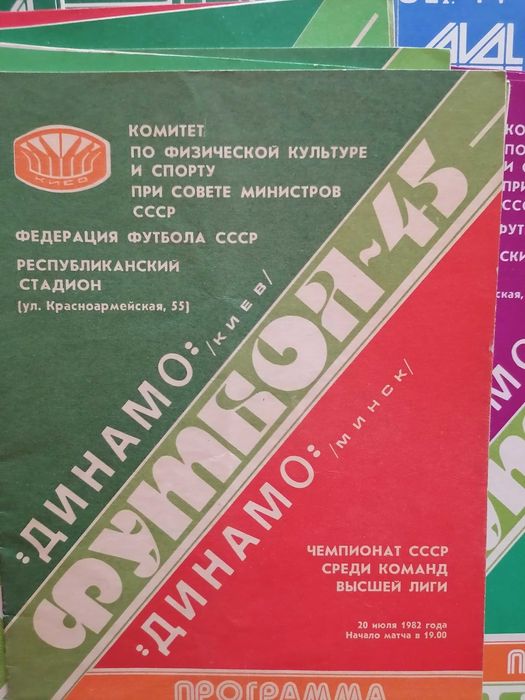 КИЕВ
КОМИТЕТ
ПО ФИЗИЧЕСКОЙ КУЛЬТУРЕ
И СПОРТУ
ПРИ СОВЕТЕ МИНИСТРОВ
СССР
ФЕДЕРАЦИЯ ФУТБОЛА СССР
РЕСПУБЛИКАНСКИЙ
СТАДИОН
(ул. Красноармейская, 55)
:ДИНАМО:
/КИЕВ/
ФУТБОЛ-45
:ДИНАМО:
/МИНСК/
ЧЕМПИОНАТ СССР
СРЕДИ КОМАНД
ВЫСШЕЙ ЛИГИ
20 июля 1982 года
Начало матча в 19.00
ПРОГРАММА